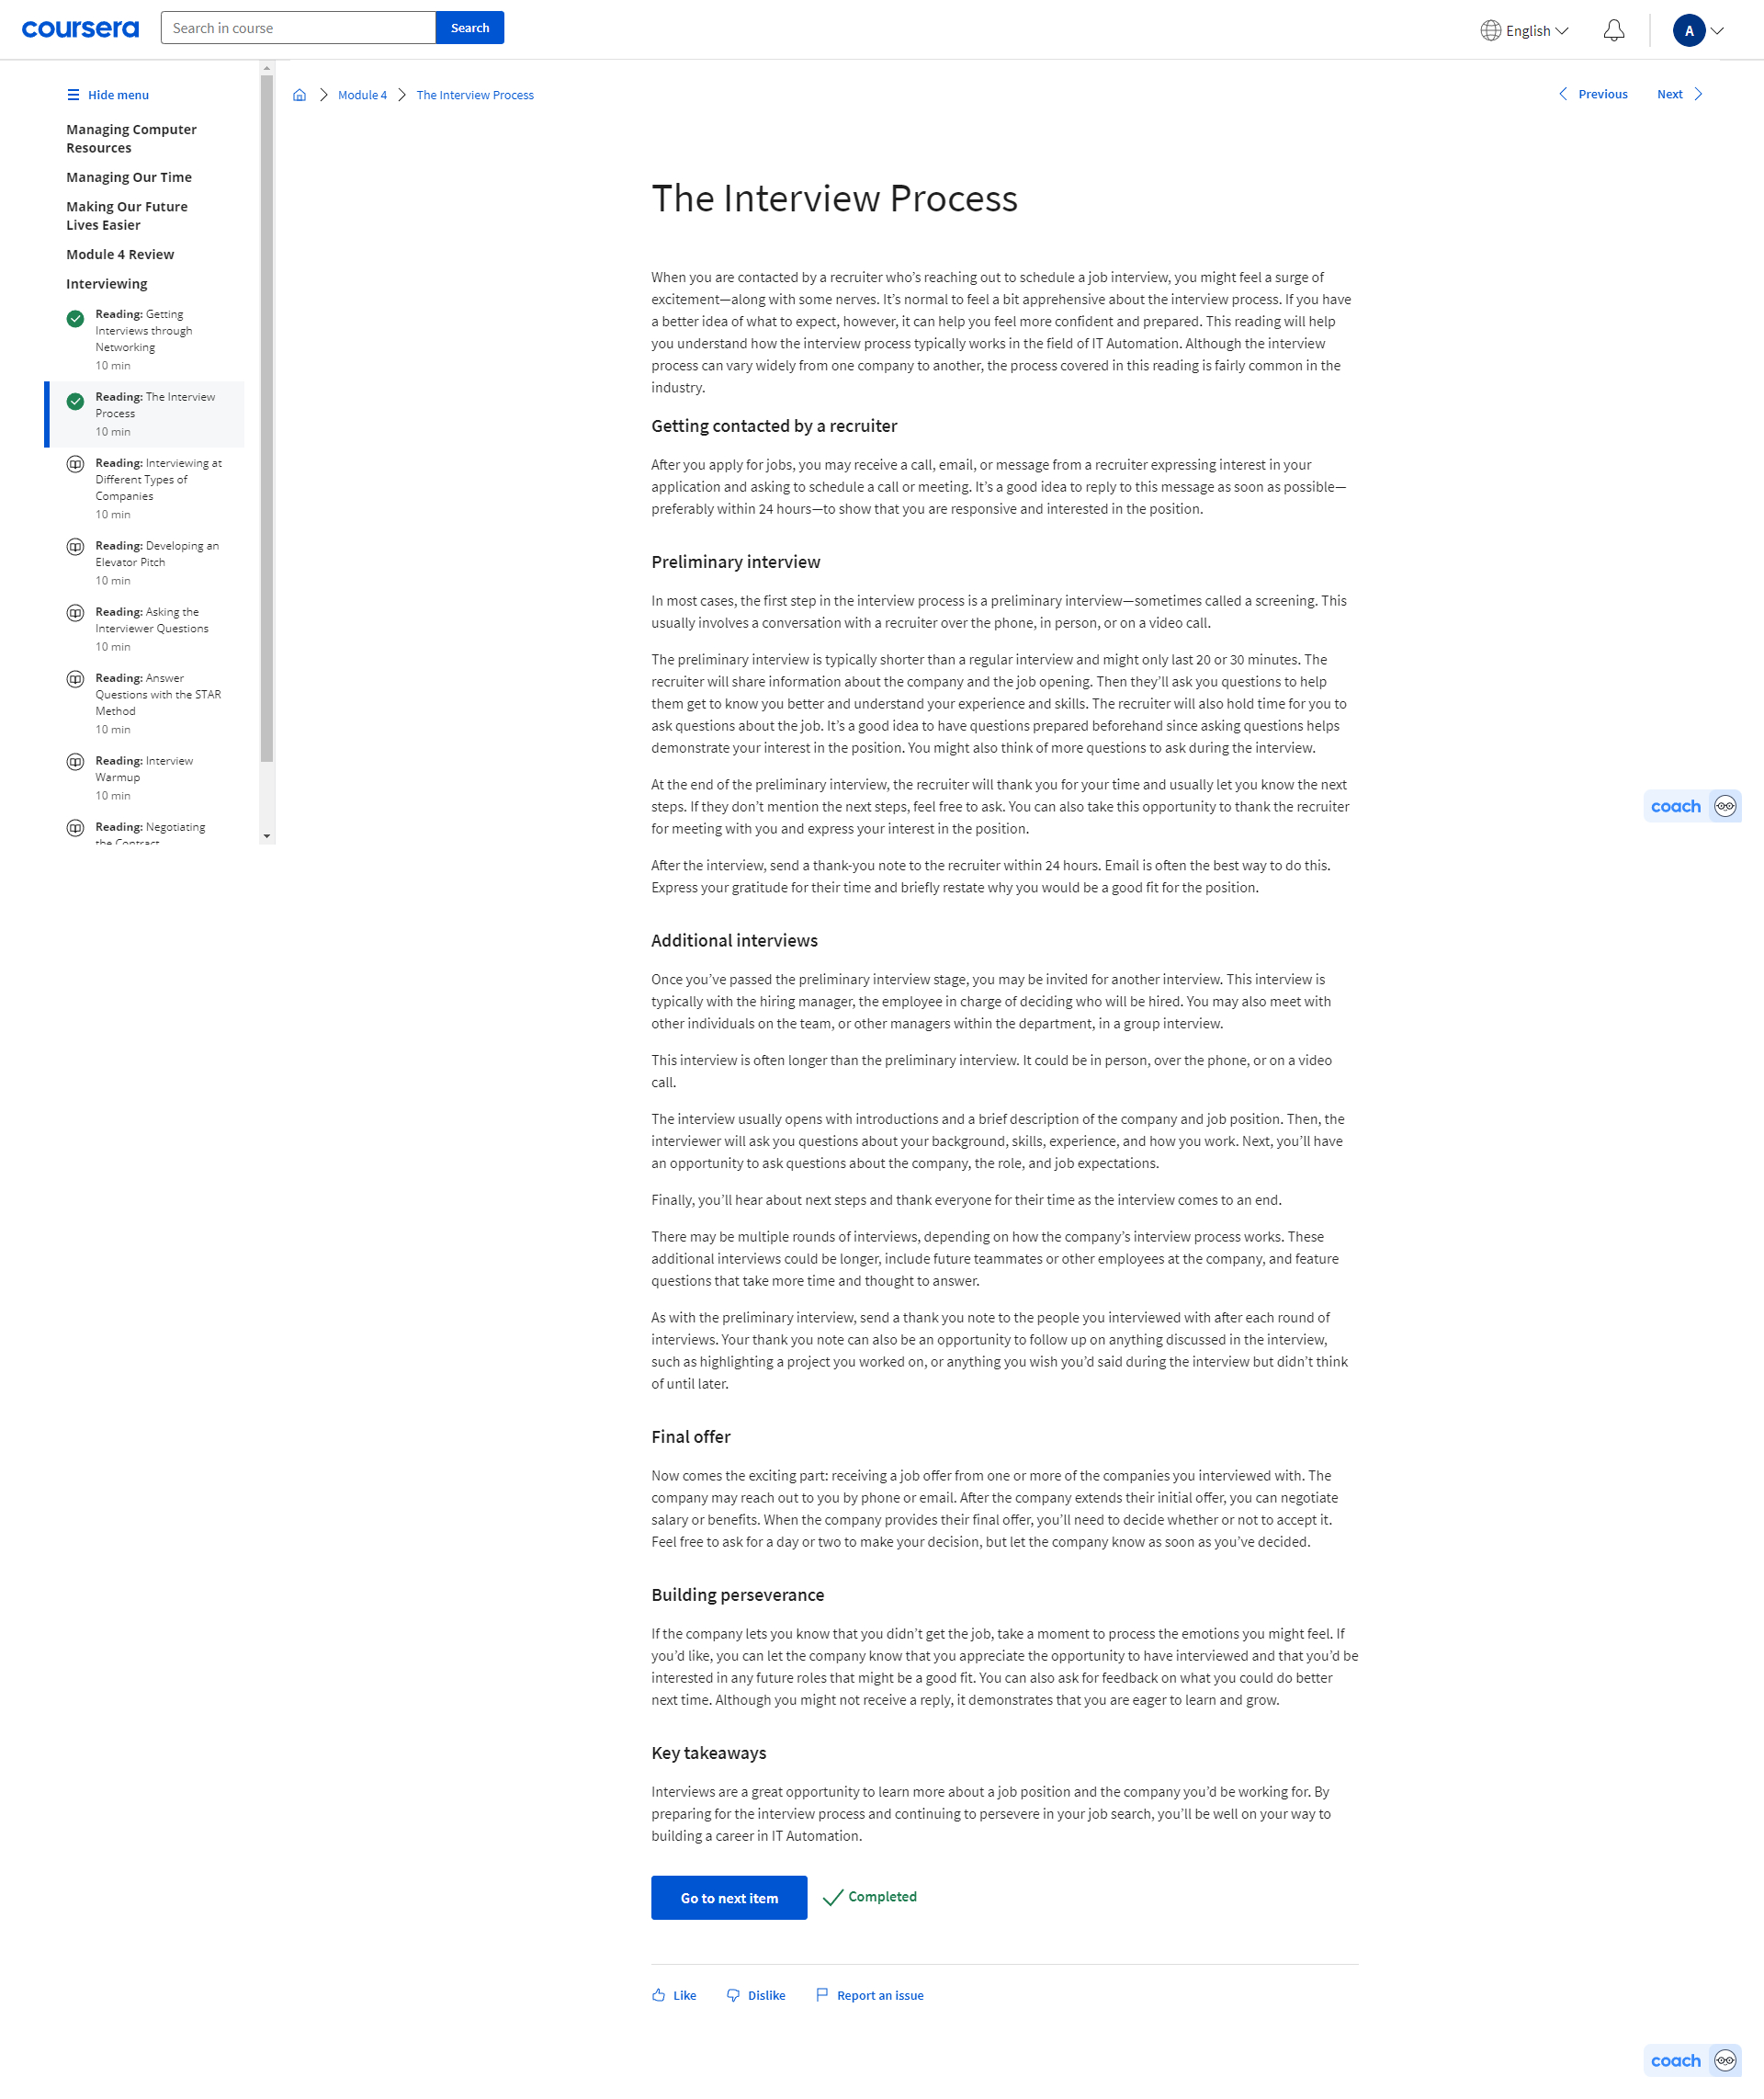 coursera
Search in course
Search
English
A
Hide menu
Managing Computer
Resources
Managing Our Time
Making Our Future
Lives Easier
Module 4 Review
Interviewing
Reading: Getting
Interviews through
Networking
10 min
Reading: The Interview
Process
10 min
Reading: Interviewing at
Different Types of
Companies
10 min
Reading: Developing an
Elevator Pitch
10 min
Reading: Asking the
Interviewer Questions
10 min
Reading: Answer
Questions with the STAR
Method
10 min
Reading: Interview
Warmup
10 min
Reading: Negotiating
the Contract
Module 4
The Interview Process
Previous
Next
The Interview Process
When you are contacted by a recruiter who’s reaching out to schedule a job interview, you might feel a surge of
excitement—along with some nerves. It’s normal to feel a bit apprehensive about the interview process. If you have
a better idea of what to expect, however, it can help you feel more confident and prepared. This reading will help
you understand how the interview process typically works in the field of IT Automation. Although the interview
process can vary widely from one company to another, the process covered in this reading is fairly common in the
industry.
Getting contacted by a recruiter
After you apply for jobs, you may receive a call, email, or message from a recruiter expressing interest in your
application and asking to schedule a call or meeting. It’s a good idea to reply to this message as soon as possible—
preferably within 24 hours—to show that you are responsive and interested in the position.
Preliminary interview
In most cases, the first step in the interview process is a preliminary interview—sometimes called a screening. This
usually involves a conversation with a recruiter over the phone, in person, or on a video call.
The preliminary interview is typically shorter than a regular interview and might only last 20 or 30 minutes. The
recruiter will share information about the company and the job opening. Then they’ll ask you questions to help
them get to know you better and understand your experience and skills. The recruiter will also hold time for you to
ask questions about the job. It’s a good idea to have questions prepared beforehand since asking questions helps
demonstrate your interest in the position. You might also think of more questions to ask during the interview.
At the end of the preliminary interview, the recruiter will thank you for your time and usually let you know the next
steps. If they don’t mention the next steps, feel free to ask. You can also take this opportunity to thank the recruiter
for meeting with you and express your interest in the position.
After the interview, send a thank-you note to the recruiter within 24 hours. Email is often the best way to do this.
Express your gratitude for their time and briefly restate why you would be a good fit for the position.
Additional interviews
Once you’ve passed the preliminary interview stage, you may be invited for another interview. This interview is
typically with the hiring manager, the employee in charge of deciding who will be hired. You may also meet with
other individuals on the team, or other managers within the department, in a group interview.
This interview is often longer than the preliminary interview. It could be in person, over the phone, or on a video
call.
The interview usually opens with introductions and a brief description of the company and job position. Then, the
interviewer will ask you questions about your background, skills, experience, and how you work. Next, you’ll have
an opportunity to ask questions about the company, the role, and job expectations.
Finally, you’ll hear about next steps and thank everyone for their time as the interview comes to an end.
There may be multiple rounds of interviews, depending on how the company’s interview process works. These
additional interviews could be longer, include future teammates or other employees at the company, and feature
questions that take more time and thought to answer.
As with the preliminary interview, send a thank you note to the people you interviewed with after each round of
interviews. Your thank you note can also be an opportunity to follow up on anything discussed in the interview,
such as highlighting a project you worked on, or anything you wish you’d said during the interview but didn’t think
of until later.
Final offer
Now comes the exciting part: receiving a job offer from one or more of the companies you interviewed with. The
company may reach out to you by phone or email. After the company extends their initial offer, you can negotiate
salary or benefits. When the company provides their final offer, you’ll need to decide whether or not to accept it.
Feel free to ask for a day or two to make your decision, but let the company know as soon as you’ve decided.
Building perseverance
If the company lets you know that you didn’t get the job, take a moment to process the emotions you might feel. If
you’d like, you can let the company know that you appreciate the opportunity to have interviewed and that you’d be
interested in any future roles that might be a good fit. You can also ask for feedback on what you could do better
next time. Although you might not receive a reply, it demonstrates that you are eager to learn and grow.
Key takeaways
Interviews are a great opportunity to learn more about a job position and the company you’d be working for. By
preparing for the interview process and continuing to persevere in your job search, you’ll be well on your way to
building a career in IT Automation.
Go to next item
Completed
Like
Dislike
Report an issue
coach
coach